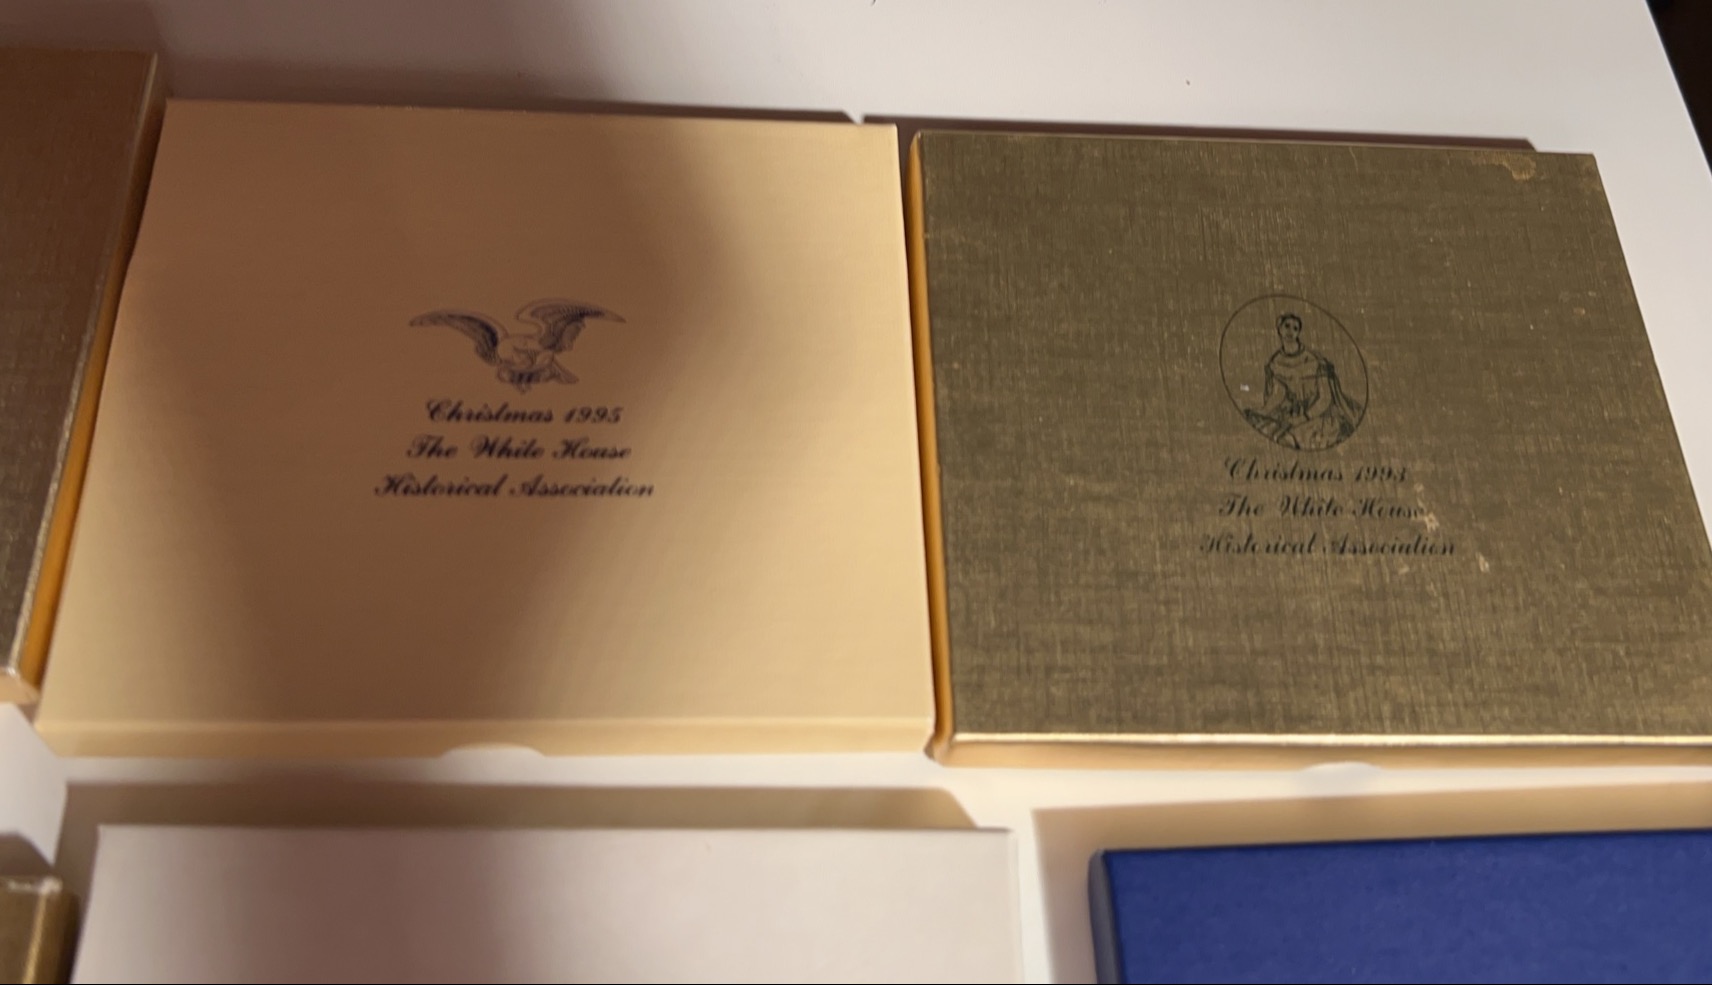 Christmas 1995
The White House
Historical Association
Christmas 1993
The White House
Historical Association